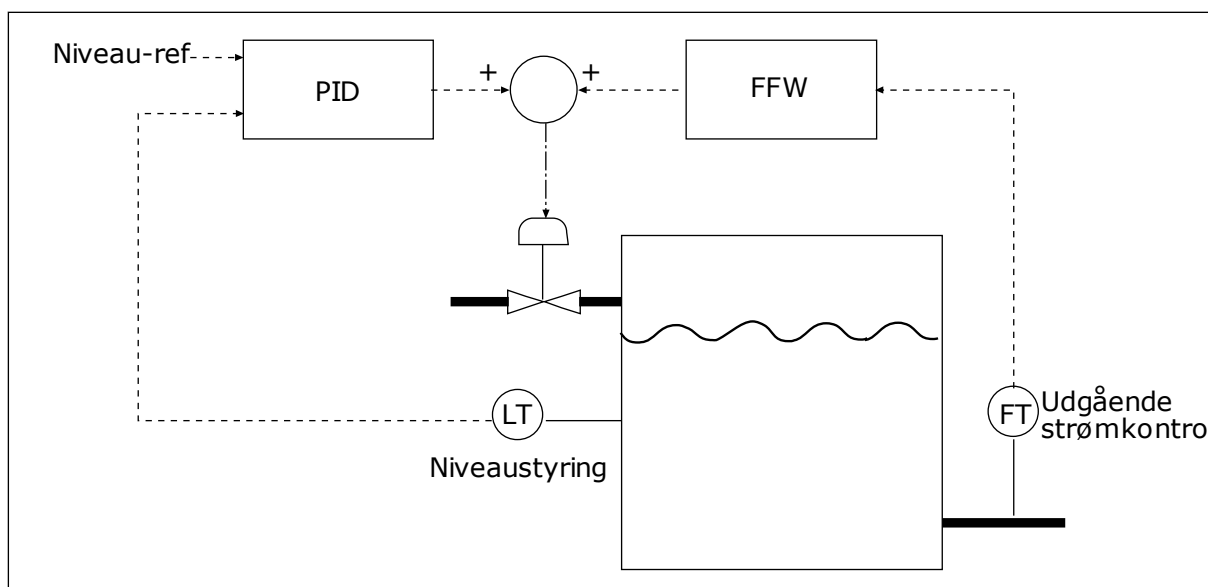 Niveau-ref
PID
+
+
FFW
LT
Niveaustyring
FT
Udgående
strømkontro